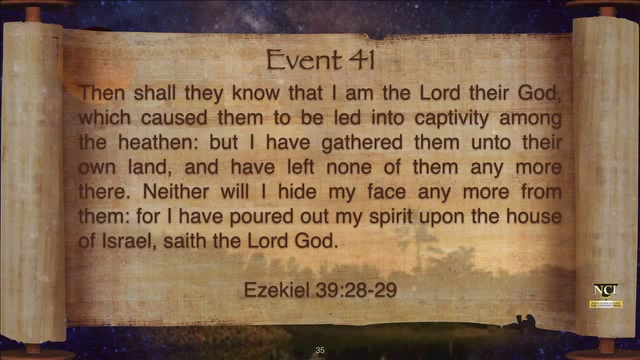 Event 41
Then shall they know that I am the Lord their God,
which caused them to be led into captivity among
the heathen: but I have gathered them unto their
own land, and have left none of them any more
there. Neither will I hide my face any more from
them: for I have poured out my spirit upon the house
of Israel, saith the Lord God.
Ezekiel 39:28-29
NCI
35